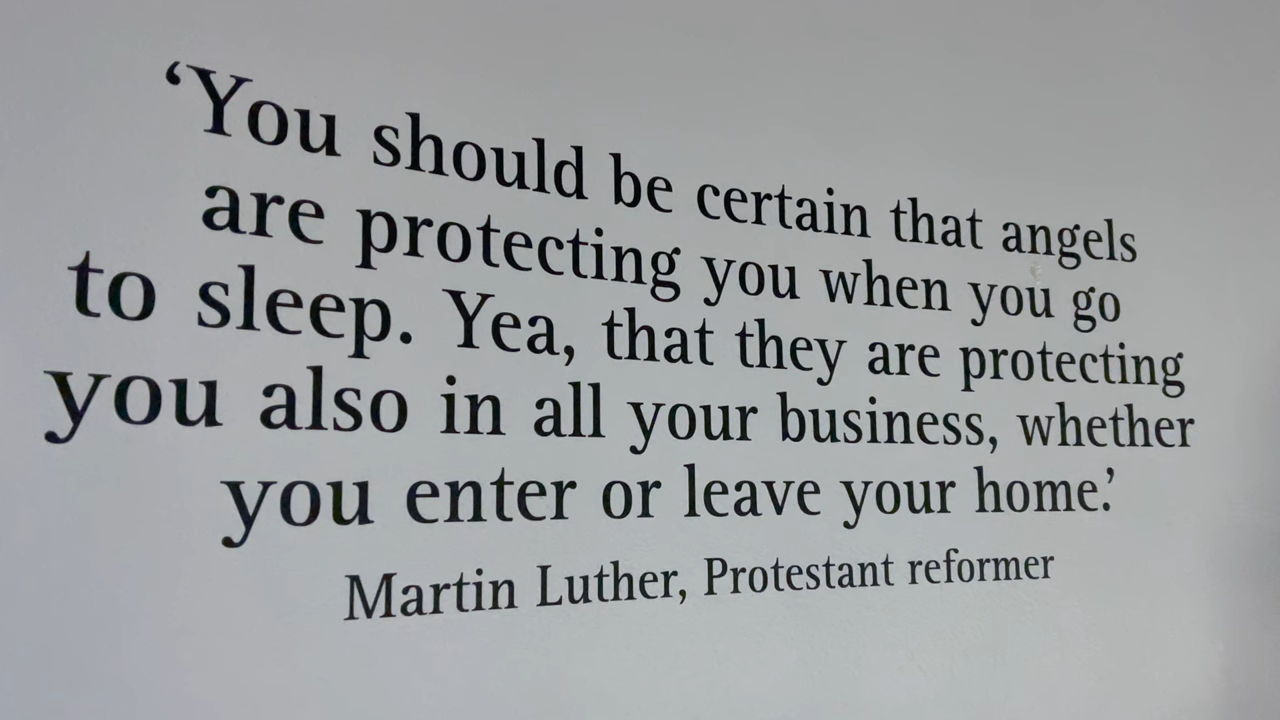 ‘You should be certain that angels
are protecting you when you go
to sleep. Yea, that they are protecting
you also in all your business, whether
you enter or leave your home.’
Martin Luther, Protestant reformer